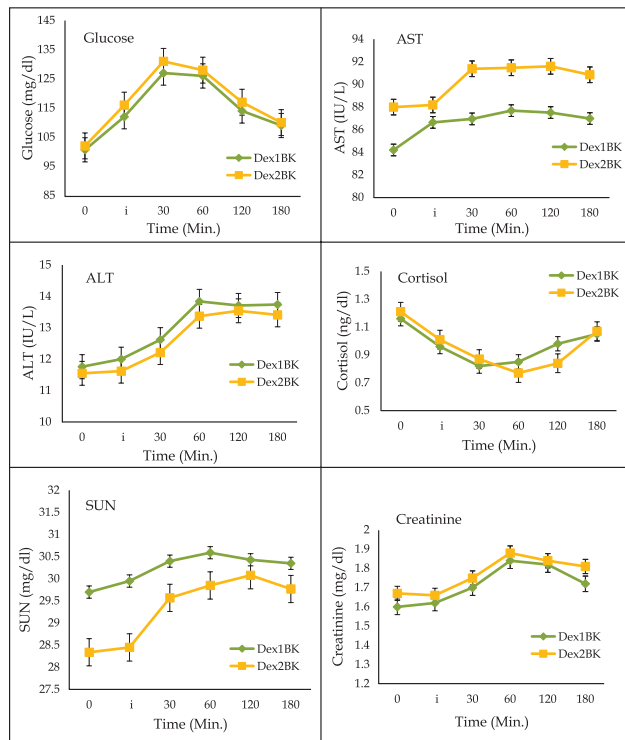 Glucose
Glucose (mg/dl)
145
135
125
115
105
95
85
0 i 30 60 120 180
Time (Min.)
Dex1BK
Dex2BK
AST
AST (IU/L)
94
92
90
88
86
84
82
80
0 i 30 60 120 180
Time (Min.)
Dex1BK
Dex2BK
ALT
ALT (IU/L)
15
14
13
12
11
10
0 i 30 60 120 180
Time (Min.)
Dex1BK
Dex2BK
Cortisol
Cortisol (ng/dl)
1.5
1.3
1.1
0.9
0.7
0.5
0 i 30 60 120 180
Time (Min.)
Dex1BK
Dex2BK
SUN
SUN (mg/dl)
32
31.5
31
30.5
30
29.5
29
28.5
28
27.5
0 i 30 60 120 180
Time (Min.)
Dex1BK
Dex2BK
Creatinine
Creatinine (mg/dl)
2
1.9
1.8
1.7
1.6
1.5
1.4
1.3
1.2
0 i 30 60 120 180
Time (Min.)
Dex1BK
Dex2BK